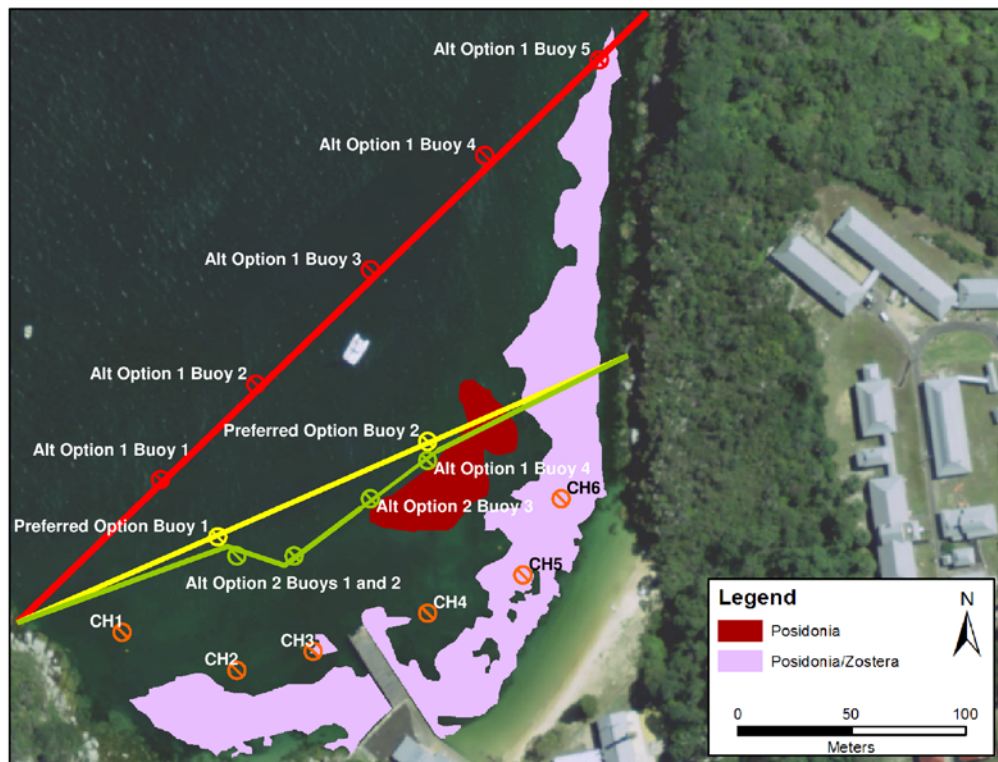 Alt Option 1 Buoy 5
Alt Option 1 Buoy 4
Alt Option 1 Buoy 3
Alt Option 1 Buoy 2
Alt Option 1 Buoy 1
Preferred Option Buoy 2
Alt Option 1 Buoy 4
CH6
Alt Option 2 Buoy 3
Preferred Option Buoy 1
Alt Option 2 Buoys 1 and 2
CH5
CH4
CH1
CH3
CH2
Legend
N
Posidonia
Posidonia/Zostera
0 50 100
Meters